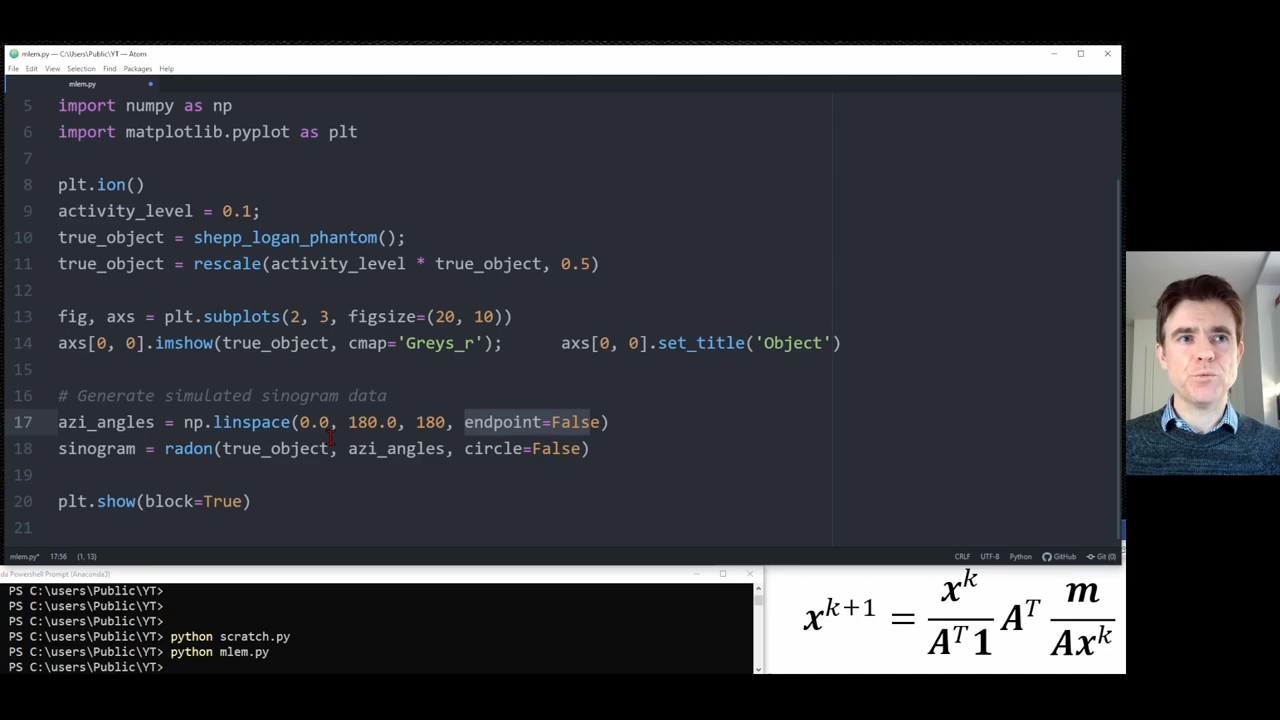 mlem.py — C:\Users\Public\YT — Atom
File Edit View Selection Find Packages Help
mlem.py
5 import numpy as np
6 import matplotlib.pyplot as plt
7
8 plt.ion()
9 activity_level = 0.1;
10 true_object = shepp_logan_phantom();
11 true_object = rescale(activity_level * true_object, 0.5)
12
13 fig, axs = plt.subplots(2, 3, figsize=(20, 10))
14 axs[0, 0].imshow(true_object, cmap='Greys_r'); axs[0, 0].set_title('Object')
15
16 # Generate simulated sinogram data
17 azi_angles = np.linspace(0.0, 180.0, 180, endpoint=False)
18 sinogram = radon(true_object, azi_angles, circle=False)
19
20 plt.show(block=True)
21
mlem.py* 17:56 (1, 13) CRLF UTF-8 Python GitHub Git (0)
da Powershell Prompt (Anaconda3)
PS C:\users\Public\YT>
PS C:\users\Public\YT>
PS C:\users\Public\YT>
PS C:\users\Public\YT> python scratch.py
PS C:\users\Public\YT> python mlem.py
PS C:\users\Public\YT>
x^{k+1} = \frac{x^k}{A^T 1} A^T \frac{m}{Ax^k}